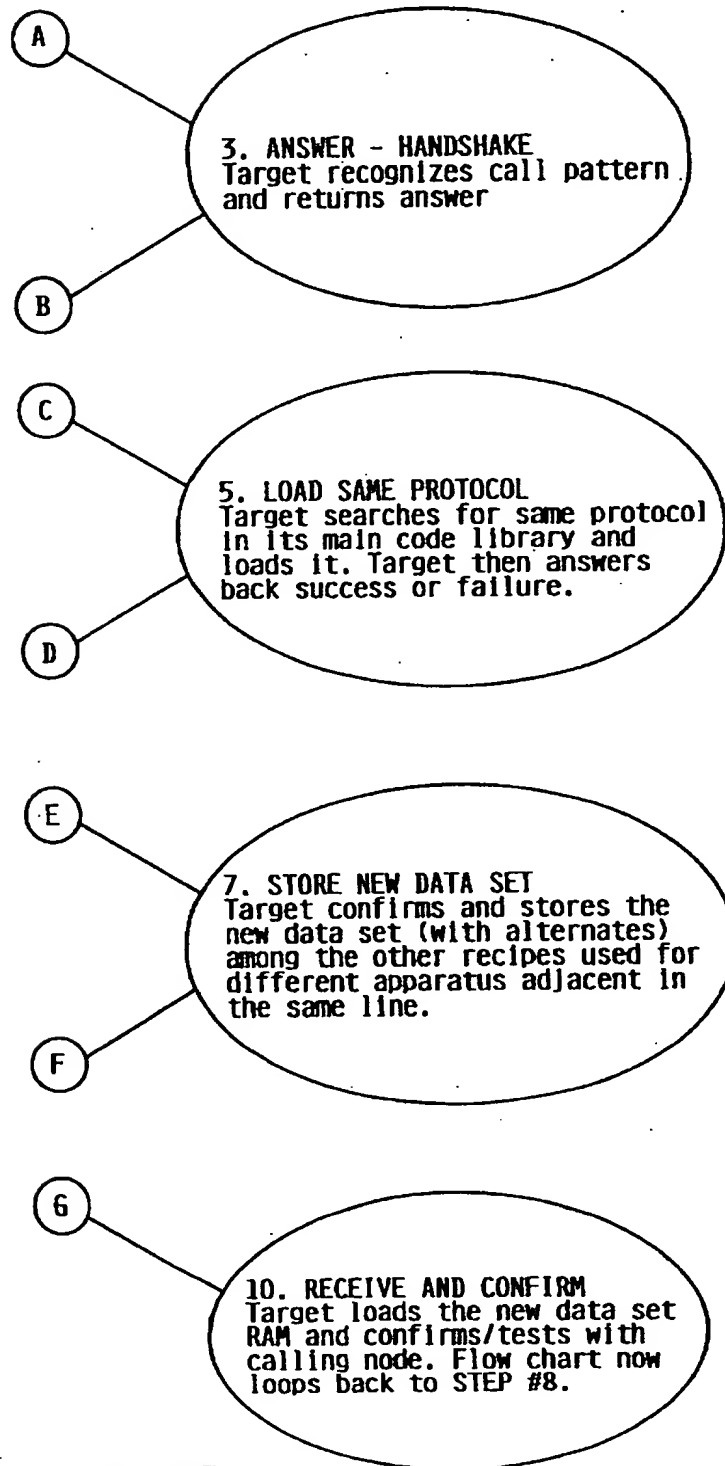 A
3. ANSWER - HANDSHAKE
Target recognizes call pattern
and returns answer
B
C
5. LOAD SAME PROTOCOL
Target searches for same protocol
in its main code library and
loads it. Target then answers
back success or failure.
D
E
7. STORE NEW DATA SET
Target confirms and stores the
new data set (with alternates)
among the other recipes used for
different apparatus adjacent in
the same line.
F
G
10. RECEIVE AND CONFIRM
Target loads the new data set
RAM and confirms/tests with
calling node. Flow chart now
loops back to STEP #8.